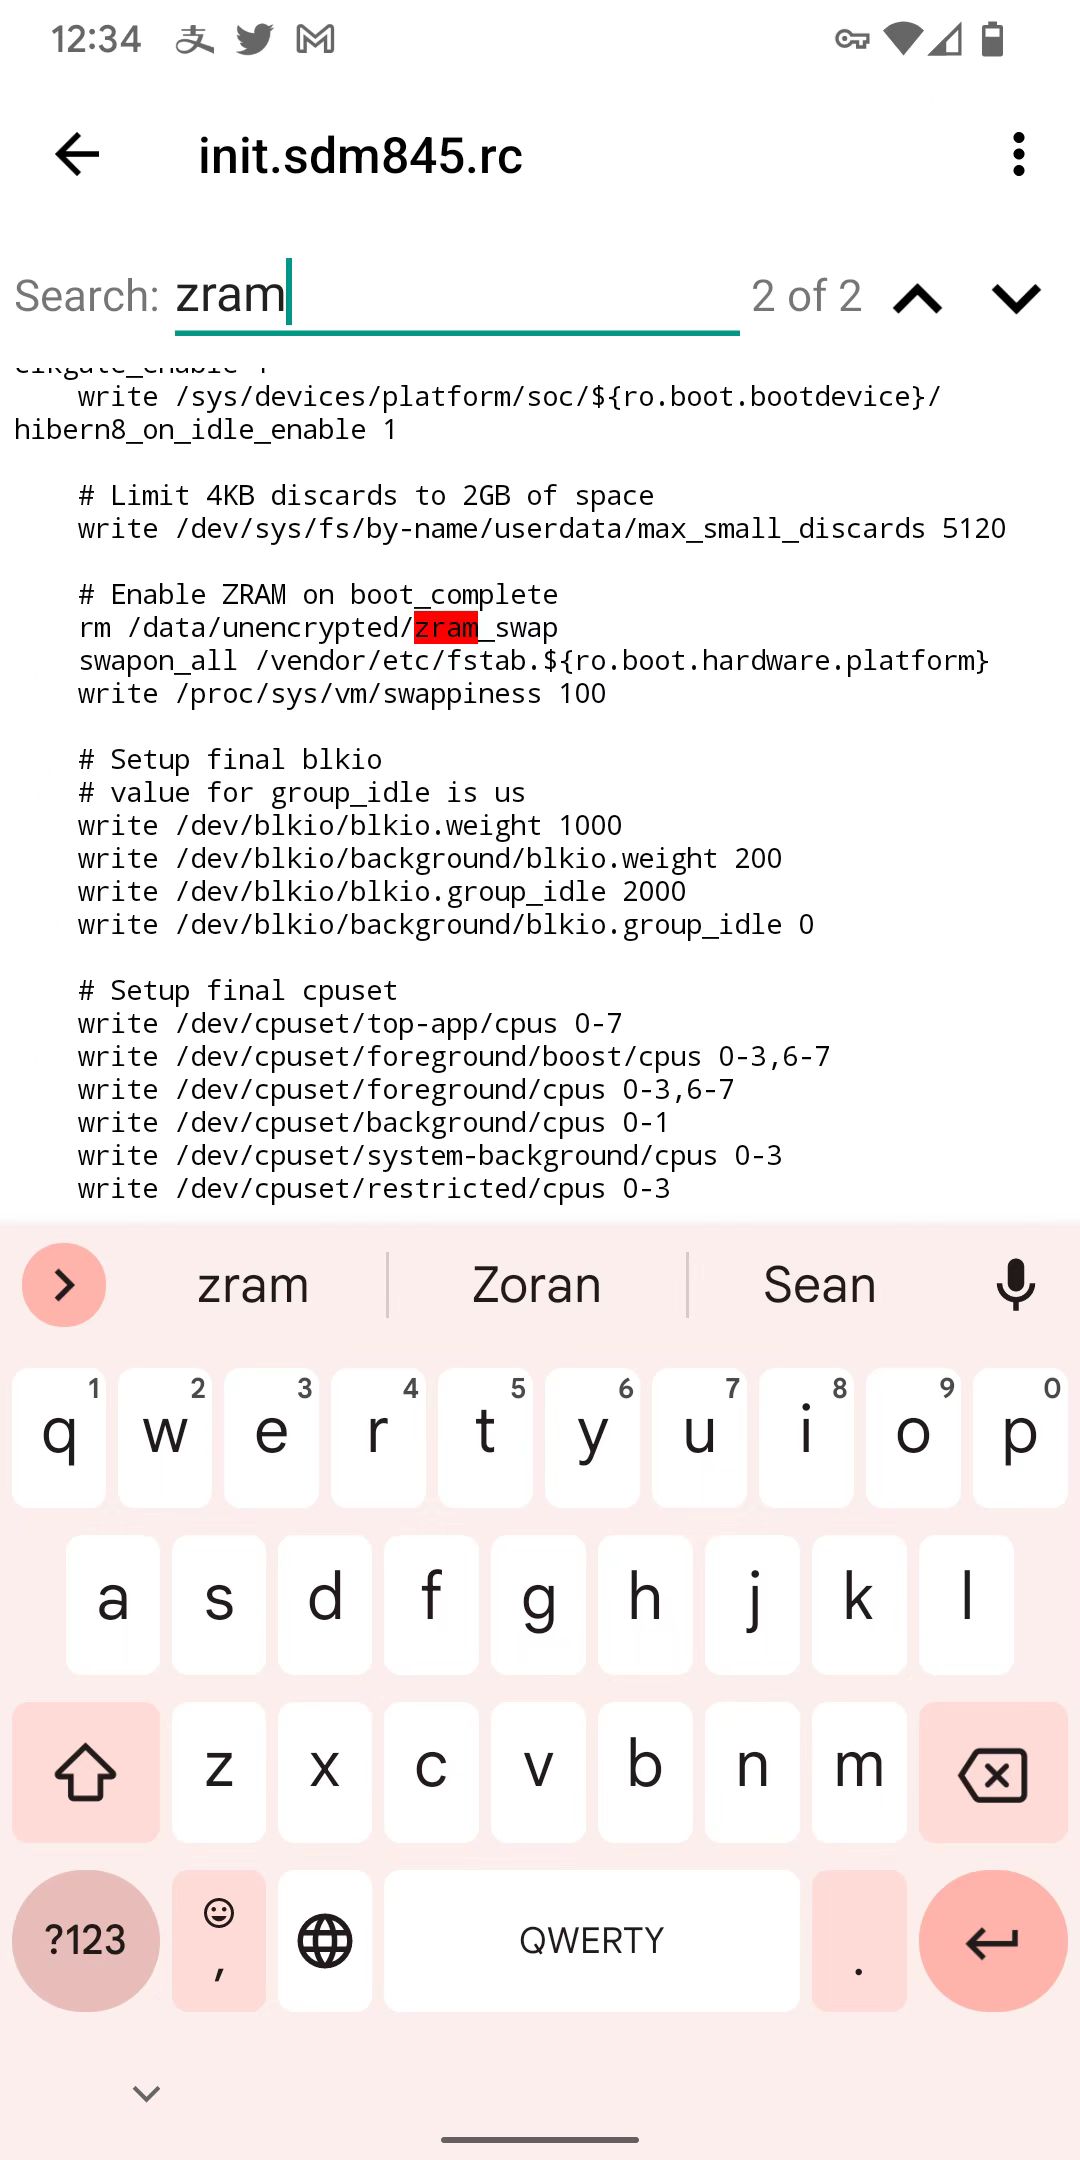 12:34
init.sdm845.rc
Search: zram 2 of 2
clkgate_enable 1
    write /sys/devices/platform/soc/${ro.boot.bootdevice}/
hibern8_on_idle_enable 1
    # Limit 4KB discards to 2GB of space
    write /dev/sys/fs/by-name/userdata/max_small_discards 5120
    # Enable ZRAM on boot_complete
    rm /data/unencrypted/zram_swap
    swapon_all /vendor/etc/fstab.${ro.boot.hardware.platform}
    write /proc/sys/vm/swappiness 100
    # Setup final blkio
    # value for group_idle is us
    write /dev/blkio/blkio.weight 1000
    write /dev/blkio/background/blkio.weight 200
    write /dev/blkio/blkio.group_idle 2000
    write /dev/blkio/background/blkio.group_idle 0
    # Setup final cpuset
    write /dev/cpuset/top-app/cpus 0-7
    write /dev/cpuset/foreground/boost/cpus 0-3,6-7
    write /dev/cpuset/foreground/cpus 0-3,6-7
    write /dev/cpuset/background/cpus 0-1
    write /dev/cpuset/system-background/cpus 0-3
    write /dev/cpuset/restricted/cpus 0-3
zram Zoran Sean
1 2 3 4 5 6 7 8 9 0
q w e r t y u i o p
a s d f g h j k l
z x c v b n m
?123 , QWERTY .